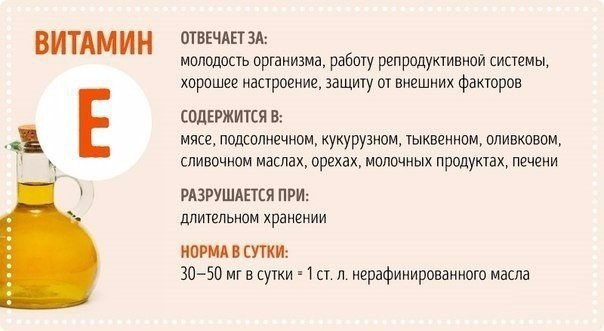 ВИТАМИН
E
ОТВЕЧАЕТ ЗА:
молодость организма, работу репродуктивной системы,
хорошее настроение, защиту от внешних факторов
СОДЕРЖИТСЯ В:
мясе, подсолнечном, кукурузном, тыквенном, оливковом,
сливочном маслах, орехах, молочных продуктах, печени
РАЗРУШАЕТСЯ ПРИ:
длительном хранении
НОРМА В СУТКИ:
30–50 мг в сутки = 1 ст. л. нерафинированного масла